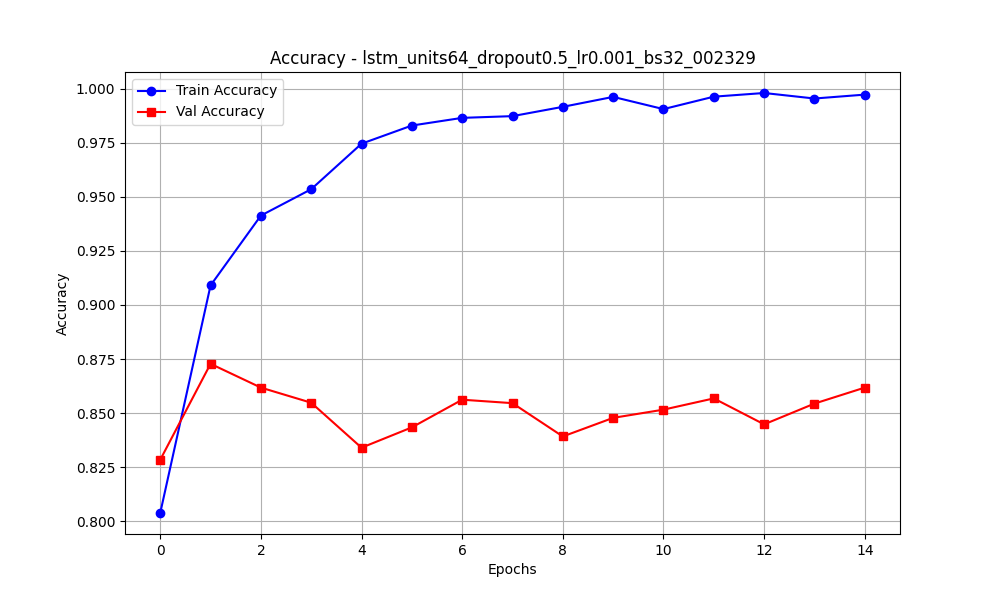 Accuracy - lstm_units64_dropout0.5_lr0.001_bs32_002329
Train Accuracy
Val Accuracy
1.000
0.975
0.950
0.925
0.900
0.875
0.850
0.825
0.800
Accuracy
0 2 4 6 8 10 12 14
Epochs